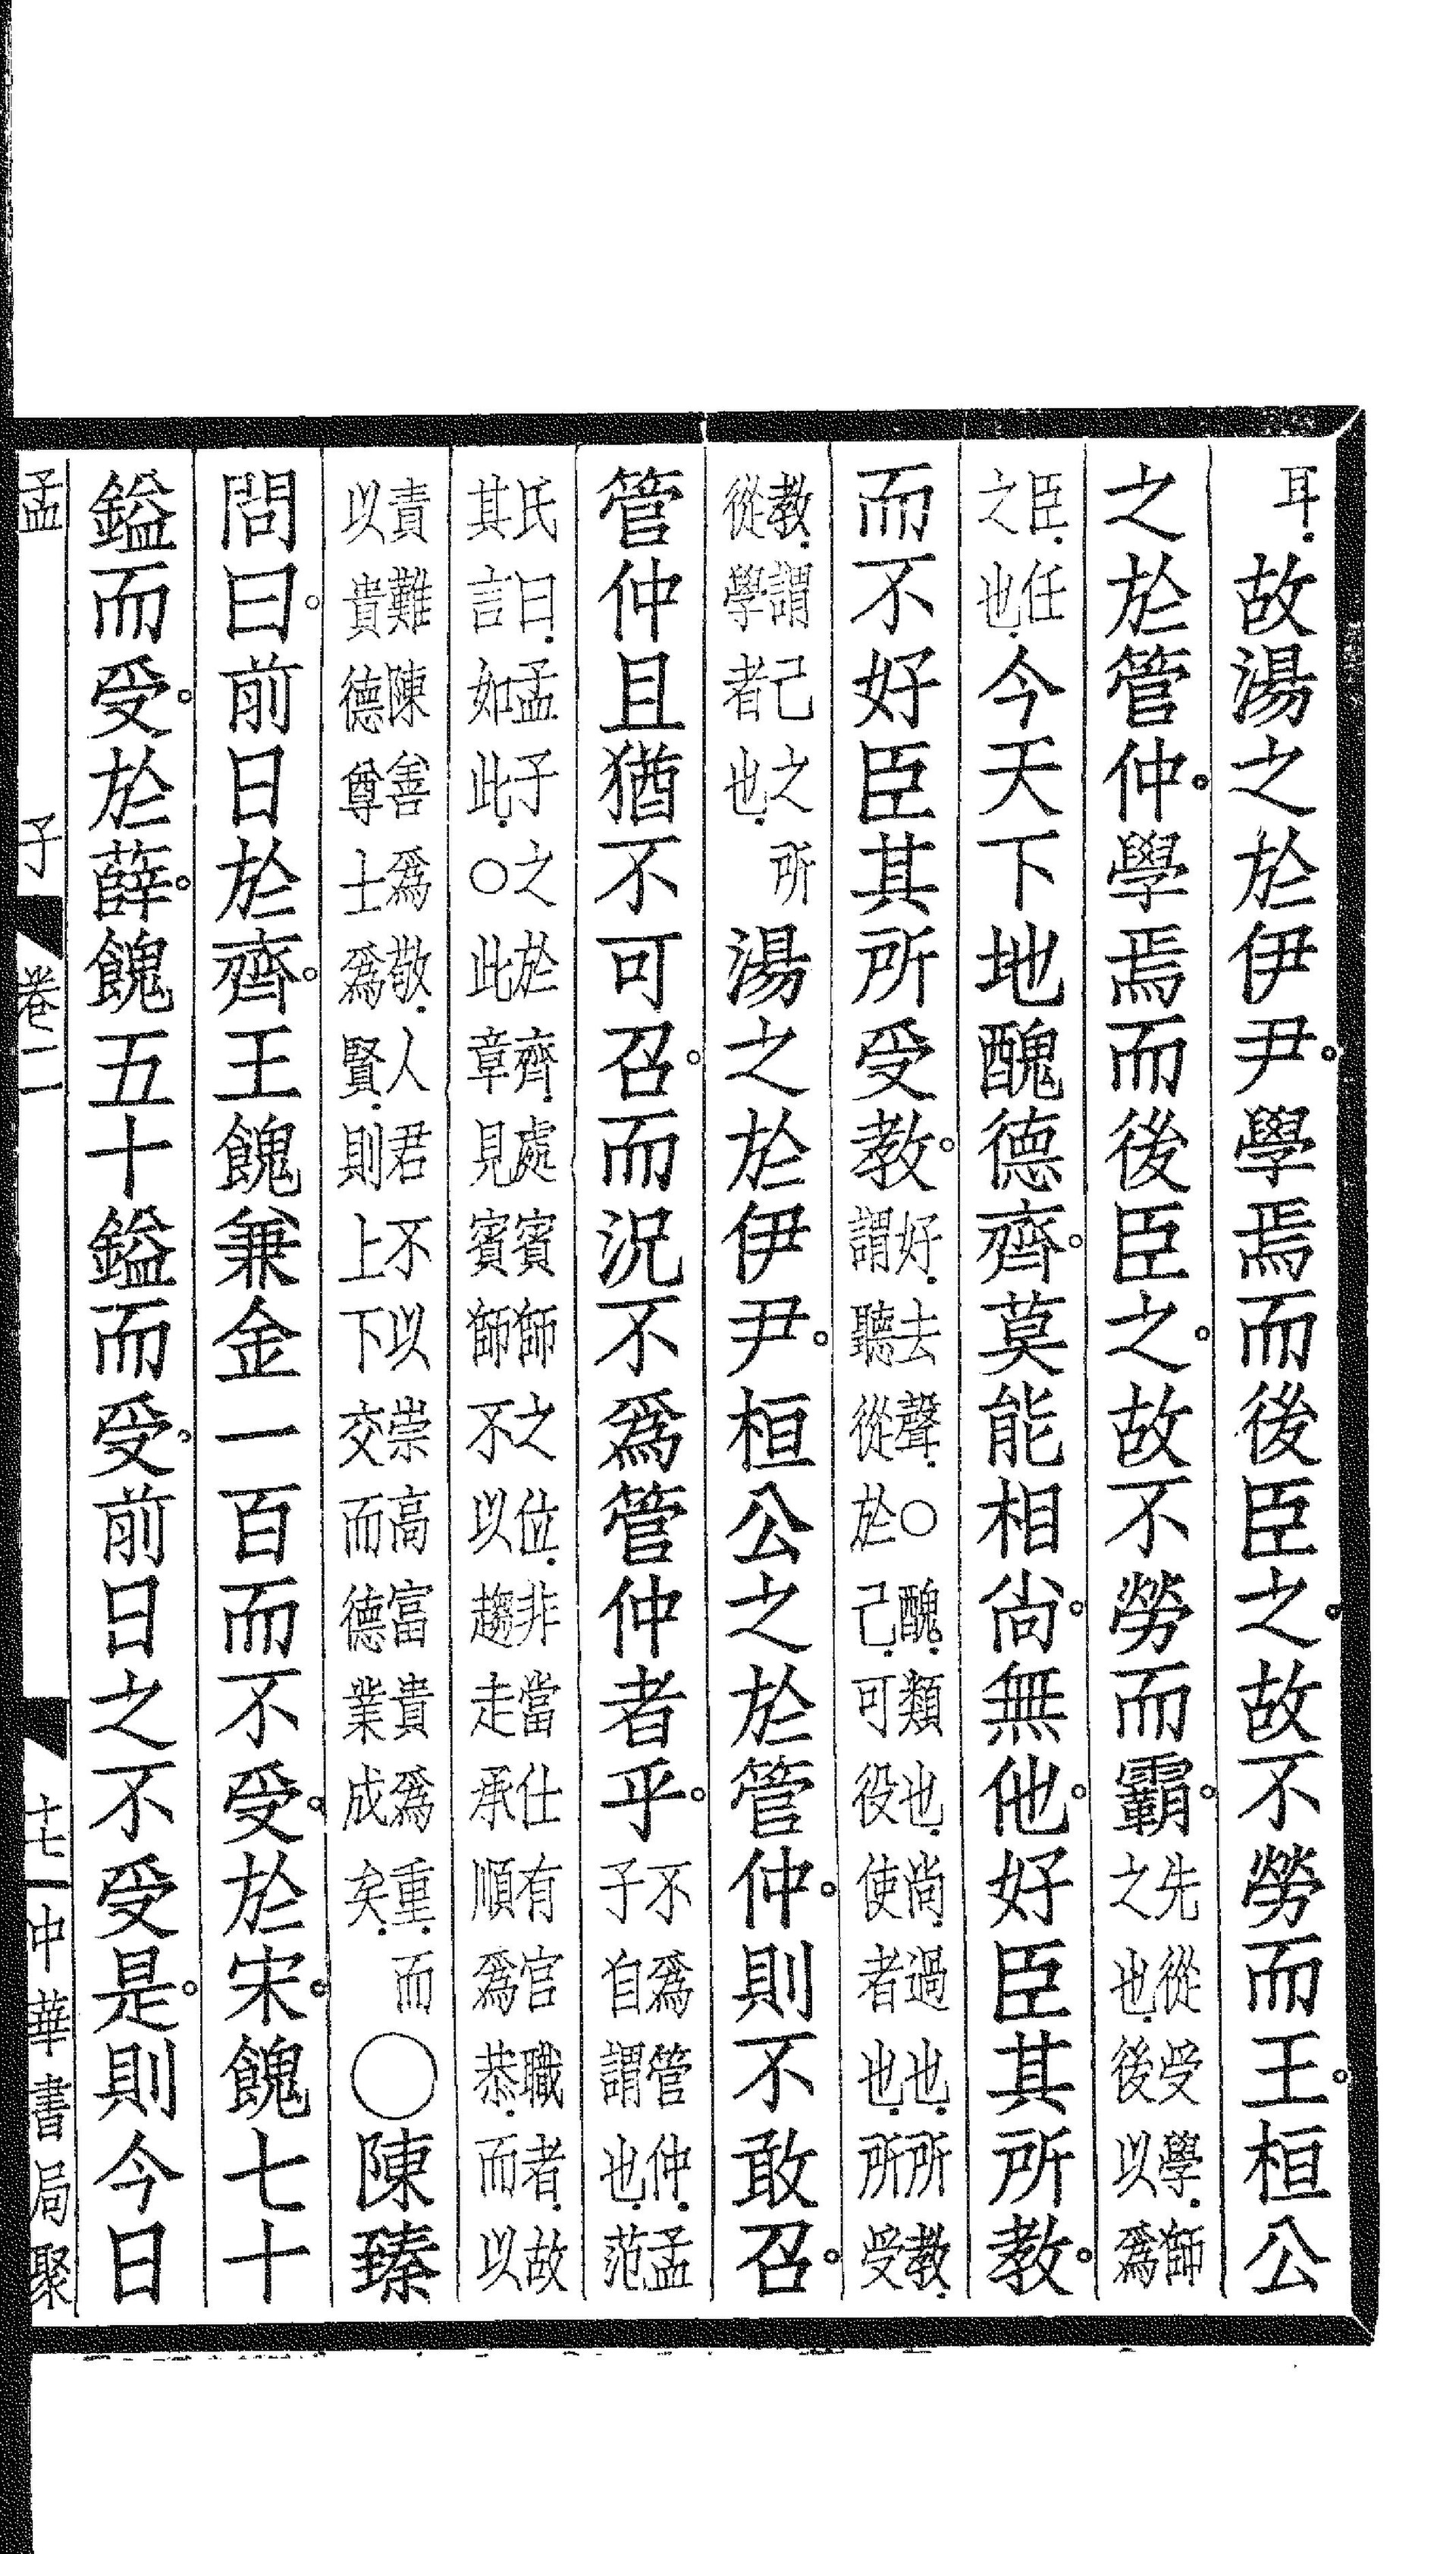 耳.故湯之於伊尹。學焉而後臣之。故不勞而王。桓公
之於管仲。學焉而後臣之。故不勞而霸。
先從受學.師
之也.後以爲
臣.任
之也.
今天下地醜德齊。莫能相尚。無他。好臣其所教。
而不好臣其所受教。
好.去聲.○醜.類也.尚.過也.所教.
謂聽從於己.可役使者也.所受
教.謂己之所
從學者也.
湯之於伊尹。桓公之於管仲。則不敢召。
管仲且猶不可召。而況不爲管仲者乎。
不爲管仲.孟
子自謂也.范
氏曰.孟子之於齊.處賓師之位.非當仕有官職者.故
其言如此.○此章見賓師不以趨走承順爲恭.而以
責難陳善爲敬.人君不以崇高富貴爲重.而
以貴德尊士爲賢.則上下交而德業成矣.
○陳臻
問曰。前日於齊。王餽兼金一百而不受。於宋。餽七十
鎰而受。於薛。餽五十鎰而受。前日之不受是。則今日
孟子 卷二 十七 中華書局聚